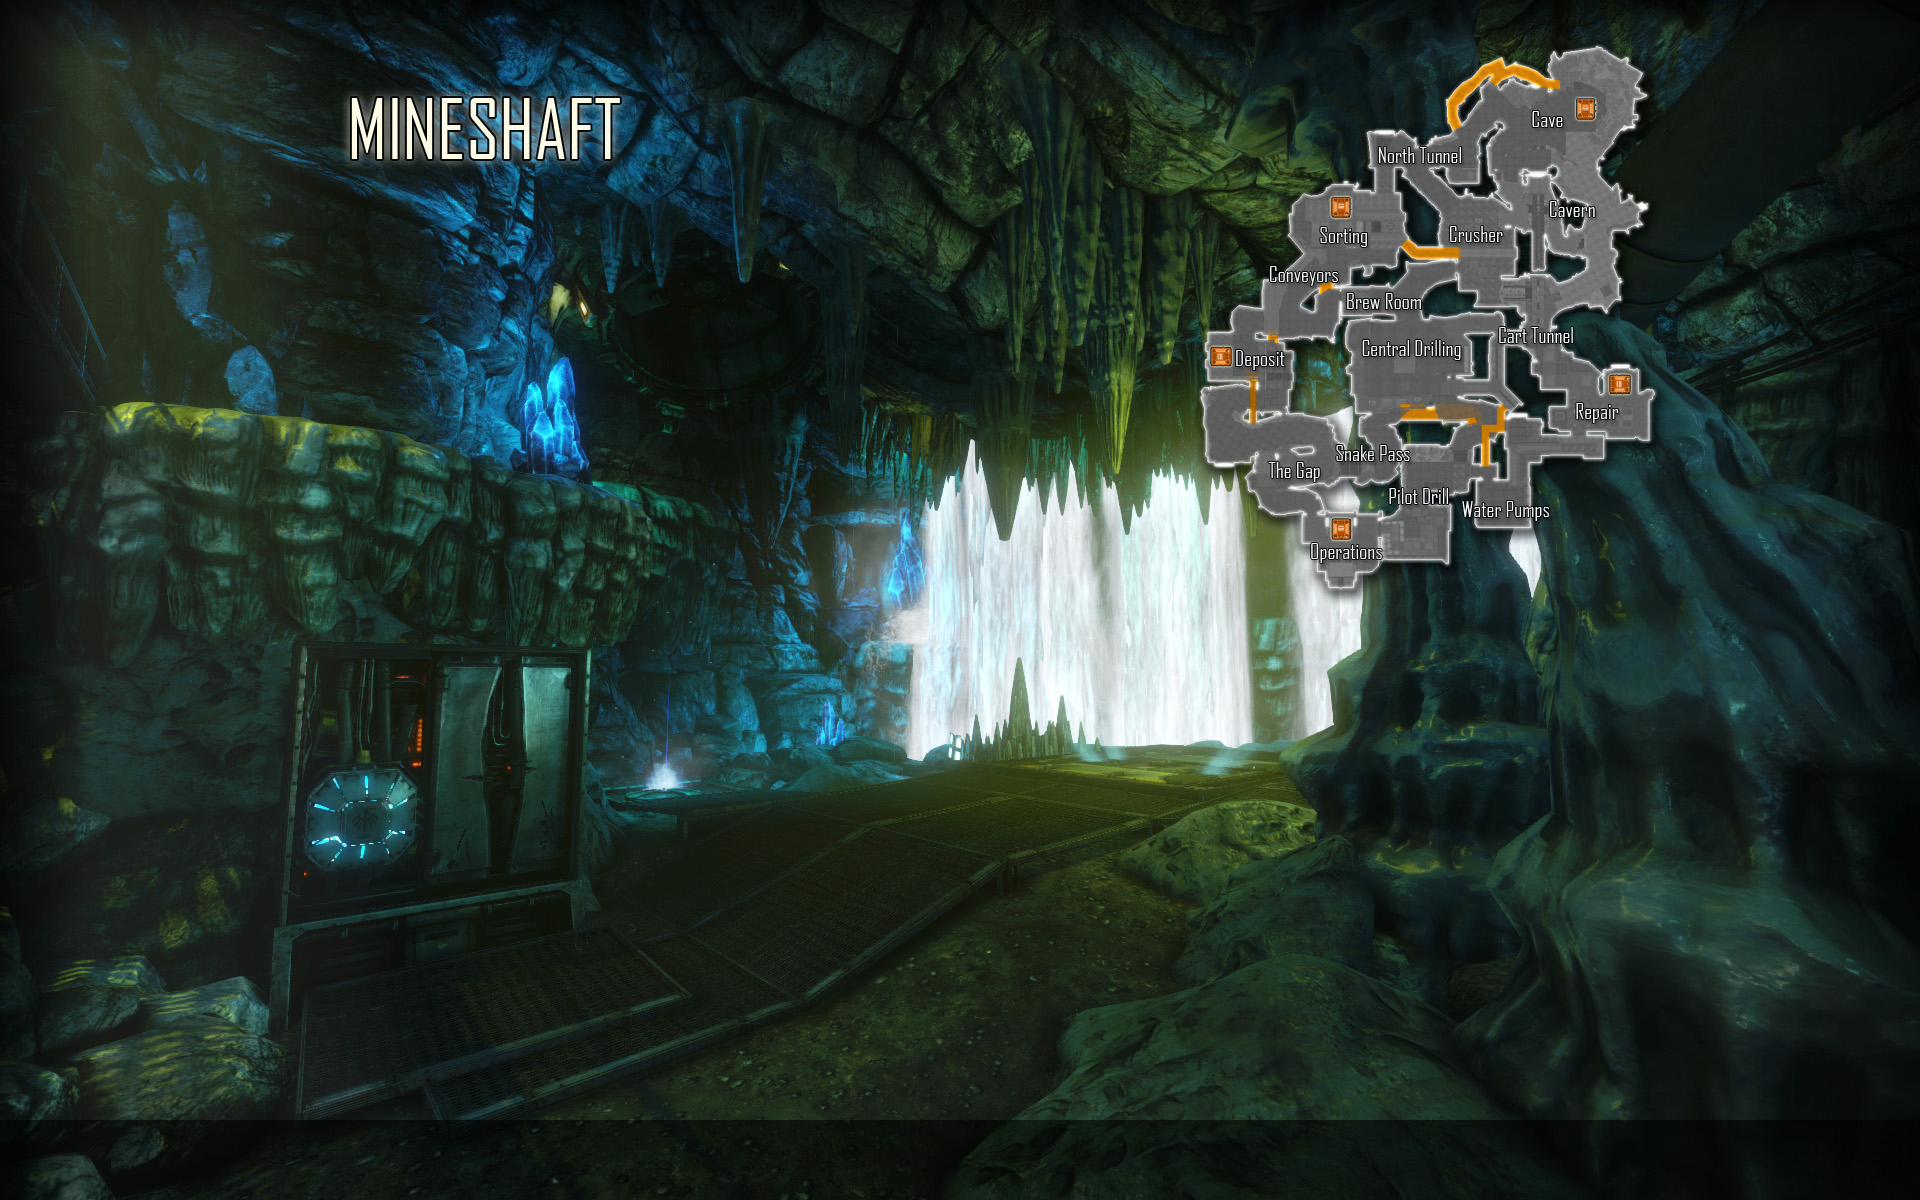 MINESHAFT
Cave
North Tunnel
Cavern
Sorting
Crusher
Conveyors
Brew Room
Cart Tunnel
Central Drilling
Deposit
Repair
Snake Pass
The Gap
Pilot Drill
Water Pumps
Operations